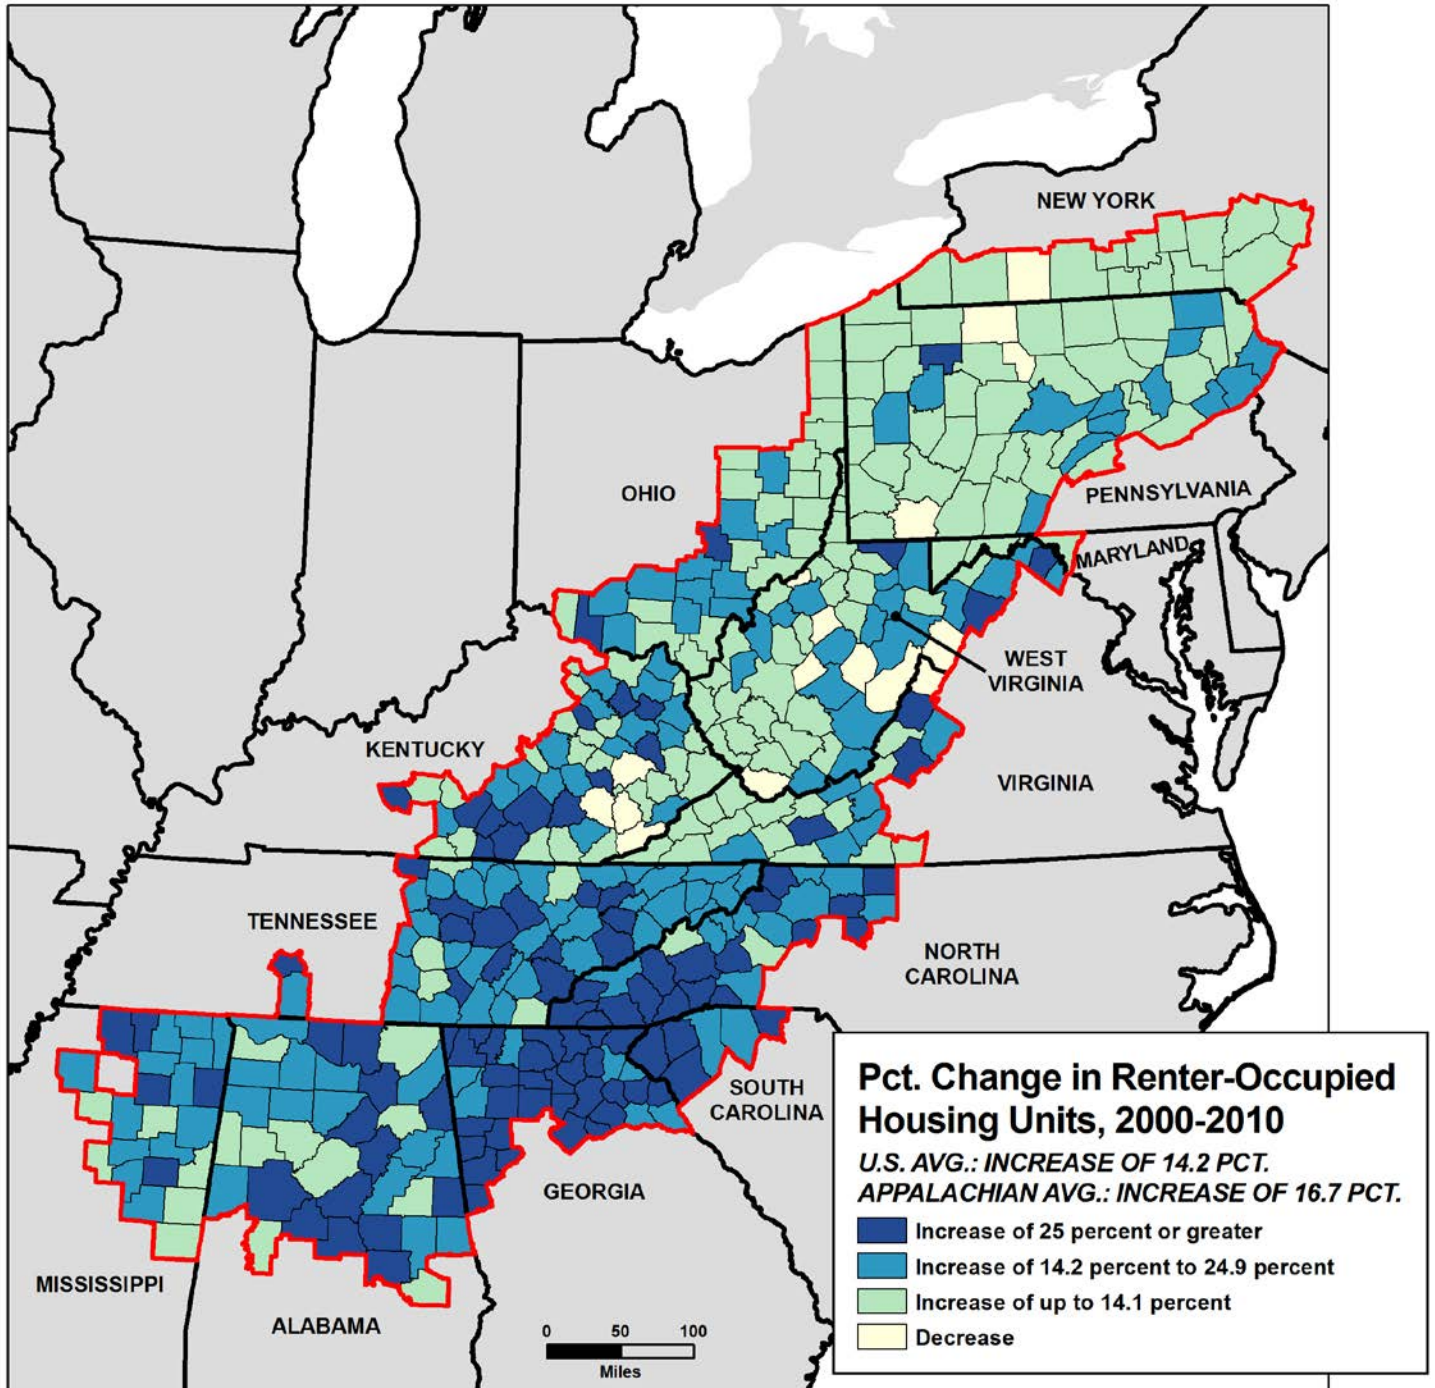 NEW YORK
OHIO
PENNSYLVANIA
MARYLAND
WEST
VIRGINIA
KENTUCKY
VIRGINIA
TENNESSEE
NORTH
CAROLINA
SOUTH
CAROLINA
GEORGIA
MISSISSIPPI
ALABAMA
0 50 100
Miles
Pct. Change in Renter-Occupied
Housing Units, 2000-2010
U.S. AVG.: INCREASE OF 14.2 PCT.
APPALACHIAN AVG.: INCREASE OF 16.7 PCT.
Increase of 25 percent or greater
Increase of 14.2 percent to 24.9 percent
Increase of up to 14.1 percent
Decrease